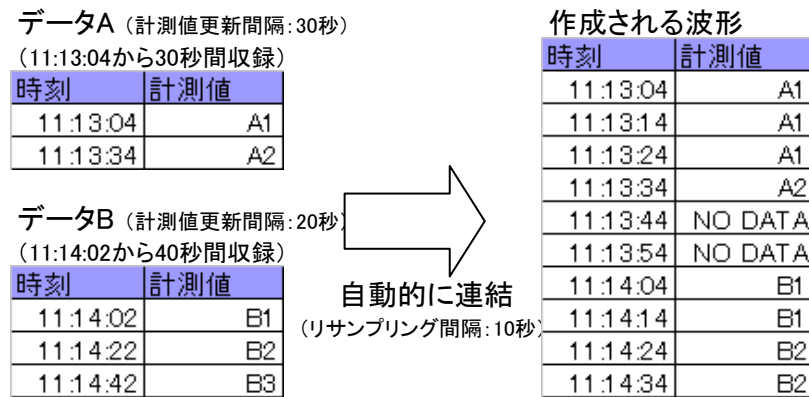 データA（計測値更新間隔：30秒）
（11:13:04から30秒間収録）
時刻 計測値
11:13:04 A1
11:13:34 A2
データB（計測値更新間隔：20秒）
（11:14:02から40秒間収録）
時刻 計測値
11:14:02 B1
11:14:22 B2
11:14:42 B3
自動的に連結
（リサンプリング間隔：10秒）
作成される波形
時刻 計測値
11:13:04 A1
11:13:14 A1
11:13:24 A1
11:13:34 A2
11:13:44 NO DATA
11:13:54 NO DATA
11:14:04 B1
11:14:14 B1
11:14:24 B2
11:14:34 B2